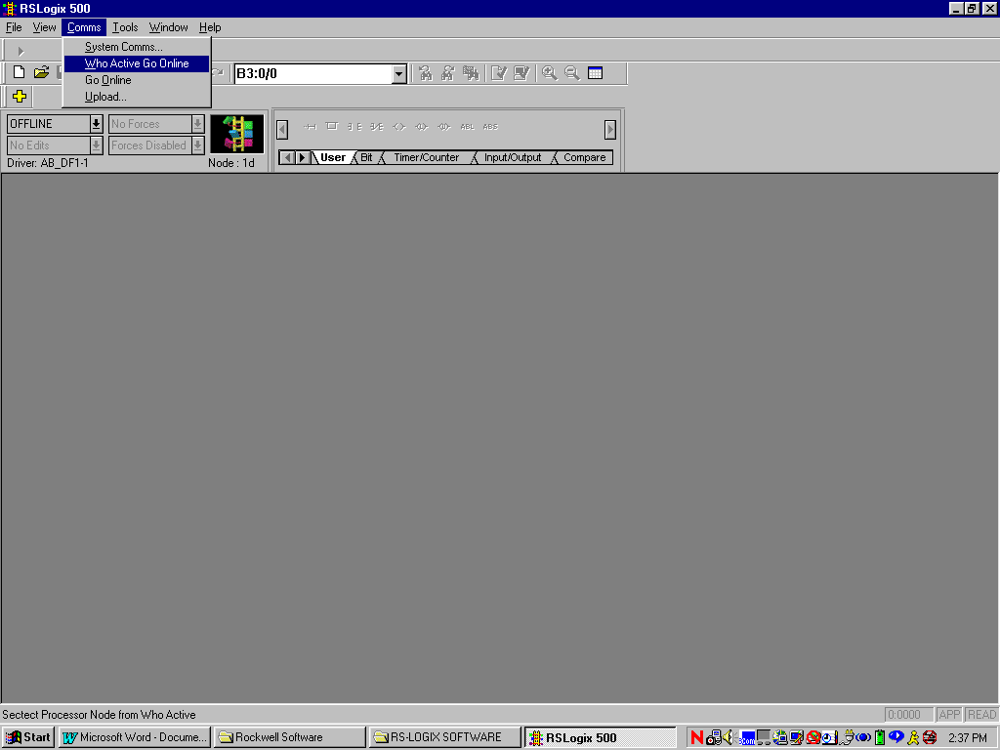 RSLogix 500
File View Comms Tools Window Help
System Comms...
Who Active Go Online
Go Online
Upload...
B3:0/0
OFFLINE No Forces
No Edits Forces Disabled
Driver: AB_DF1-1 Node : 1d
ABL ABS
User Bit Timer/Counter Input/Output Compare
Sectect Processor Node from Who Active
0:0000 APP READ
Start Microsoft Word - Docume... Rockwell Software RS-LOGIX SOFTWARE RSLogix 500 2:37 PM